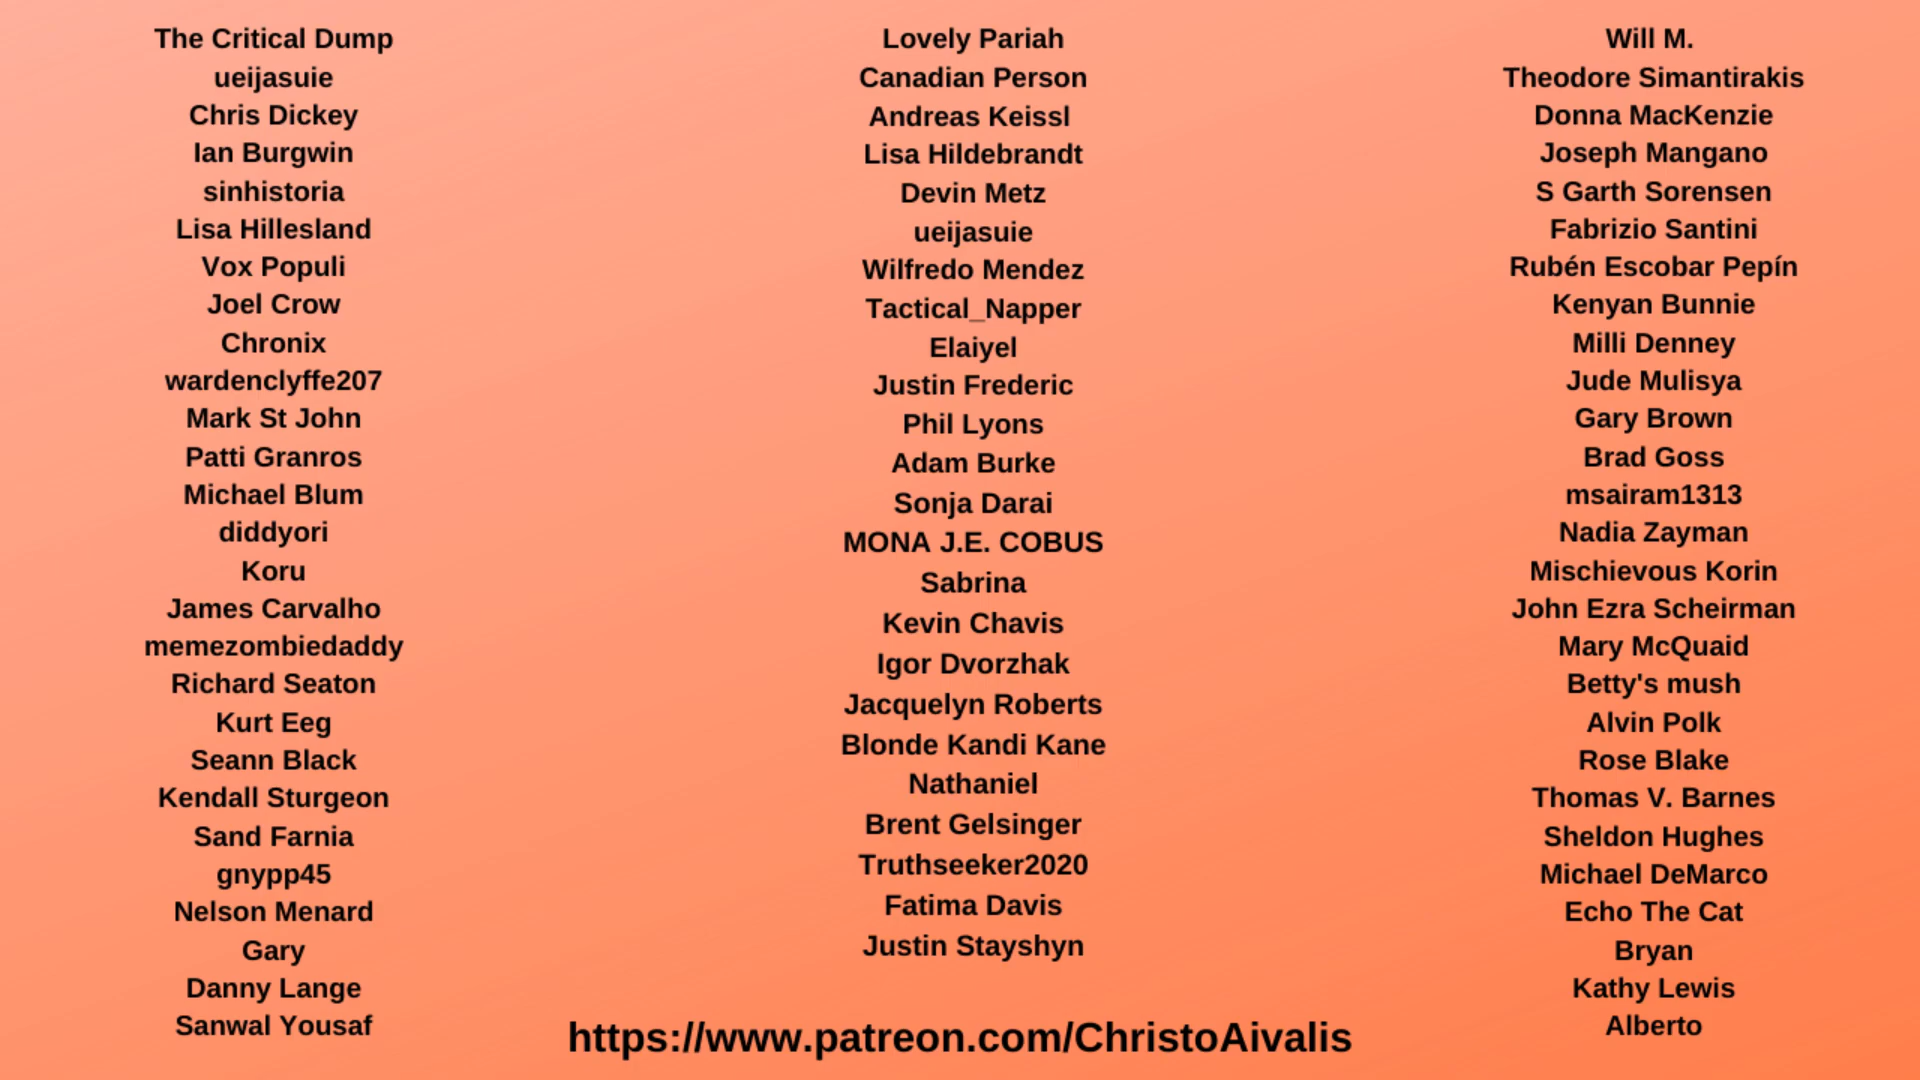 The Critical Dump
ueijasuie
Chris Dickey
Ian Burgwin
sinhistoria
Lisa Hillesland
Vox Populi
Joel Crow
Chronix
wardenclyffe207
Mark St John
Patti Granros
Michael Blum
diddyori
Koru
James Carvalho
memezombiedaddy
Richard Seaton
Kurt Eeg
Seann Black
Kendall Sturgeon
Sand Farnia
gnypp45
Nelson Menard
Gary
Danny Lange
Sanwal Yousaf
Lovely Pariah
Canadian Person
Andreas Keissl
Lisa Hildebrandt
Devin Metz
ueijasuie
Wilfredo Mendez
Tactical_Napper
Elaiyel
Justin Frederic
Phil Lyons
Adam Burke
Sonja Darai
MONA J.E. COBUS
Sabrina
Kevin Chavis
Igor Dvorzhak
Jacquelyn Roberts
Blonde Kandi Kane
Nathaniel
Brent Gelsinger
Truthseeker2020
Fatima Davis
Justin Stayshyn
Will M.
Theodore Simantirakis
Donna MacKenzie
Joseph Mangano
S Garth Sorensen
Fabrizio Santini
Rubén Escobar Pepín
Kenyan Bunnie
Milli Denney
Jude Mulisya
Gary Brown
Brad Goss
msairam1313
Nadia Zayman
Mischievous Korin
John Ezra Scheirman
Mary McQuaid
Betty's mush
Alvin Polk
Rose Blake
Thomas V. Barnes
Sheldon Hughes
Michael DeMarco
Echo The Cat
Bryan
Kathy Lewis
Alberto
https://www.patreon.com/ChristoAivalis